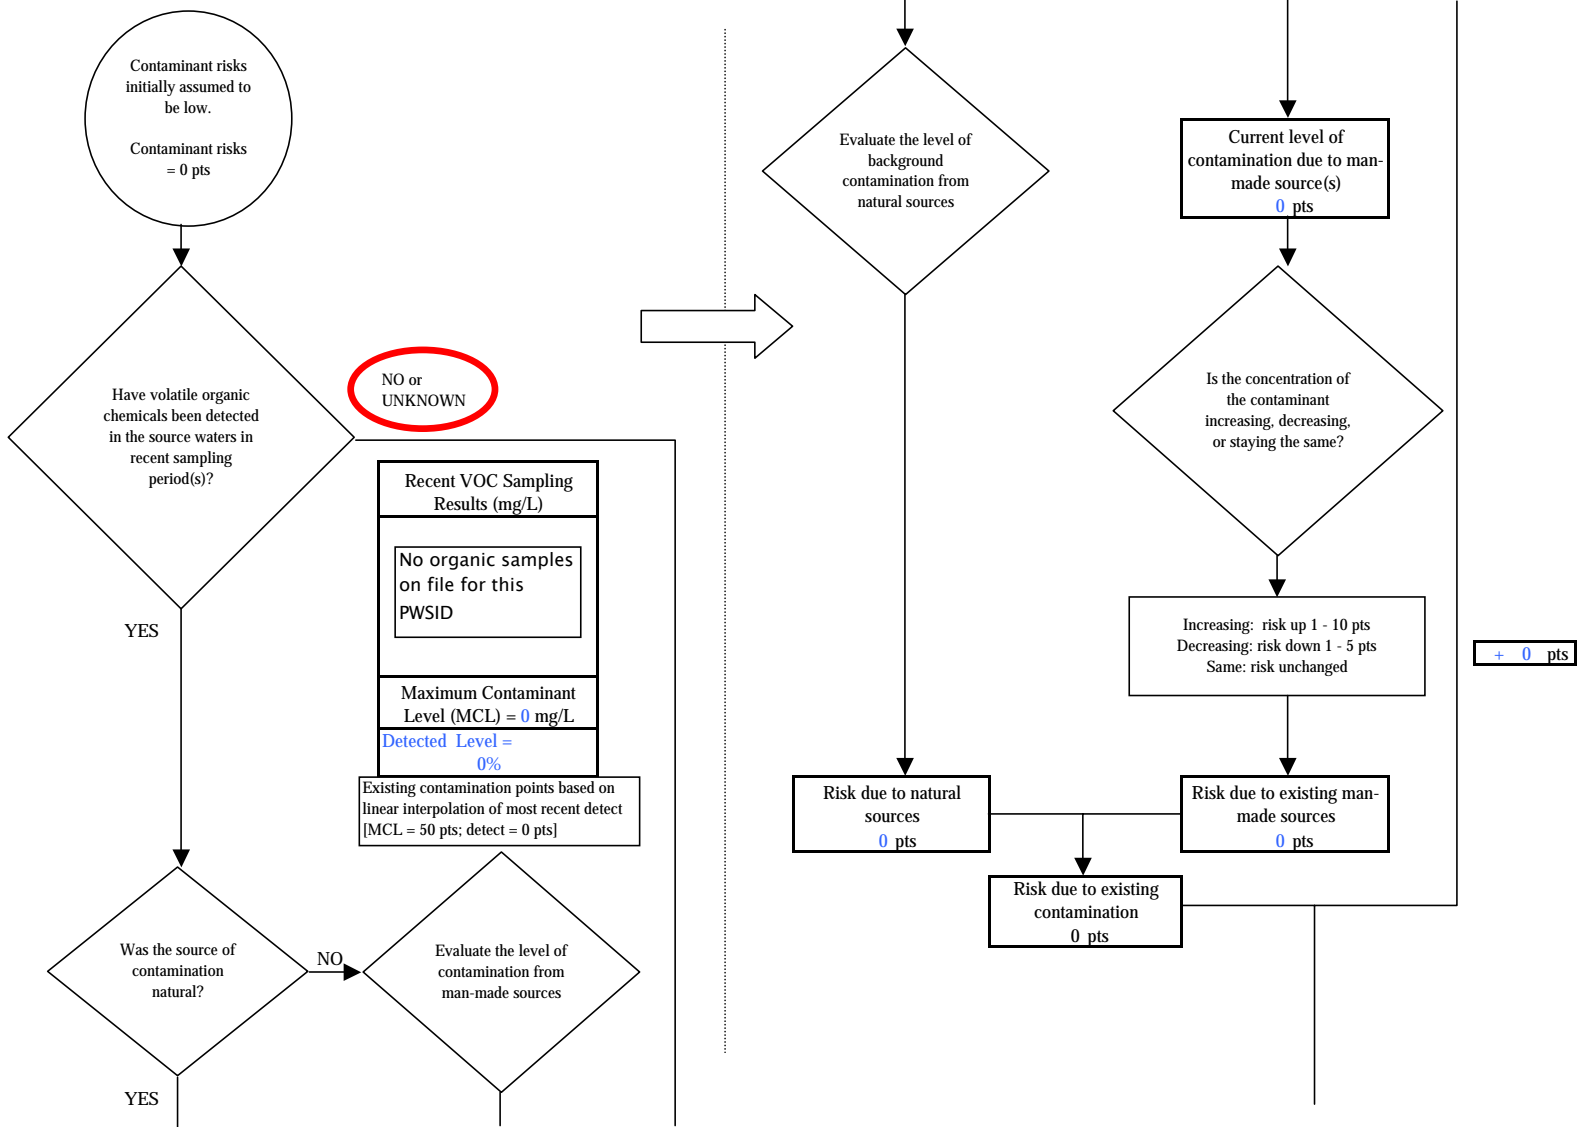 Contaminant risks
initially assumed to
be low.
Contaminant risks
= 0 pts
Have volatile organic
chemicals been detected
in the source waters in
recent sampling
period(s)?
NO or
UNKNOWN
YES
Recent VOC Sampling
Results (mg/L)
No organic samples
on file for this
PWSID
Maximum Contaminant
Level (MCL) = 0 mg/L
Detected Level =
0%
Existing contamination points based on
linear interpolation of most recent detect
[MCL = 50 pts; detect = 0 pts]
Was the source of
contamination
natural?
NO
Evaluate the level of
contamination from
man-made sources
YES
Evaluate the level of
background
contamination from
natural sources
Current level of
contamination due to man-
made source(s)
0 pts
Is the concentration of
the contaminant
increasing, decreasing,
or staying the same?
Increasing: risk up 1 - 10 pts
Decreasing: risk down 1 - 5 pts
Same: risk unchanged
+ 0 pts
Risk due to natural
sources
0 pts
Risk due to existing man-
made sources
0 pts
Risk due to existing
contamination
0 pts